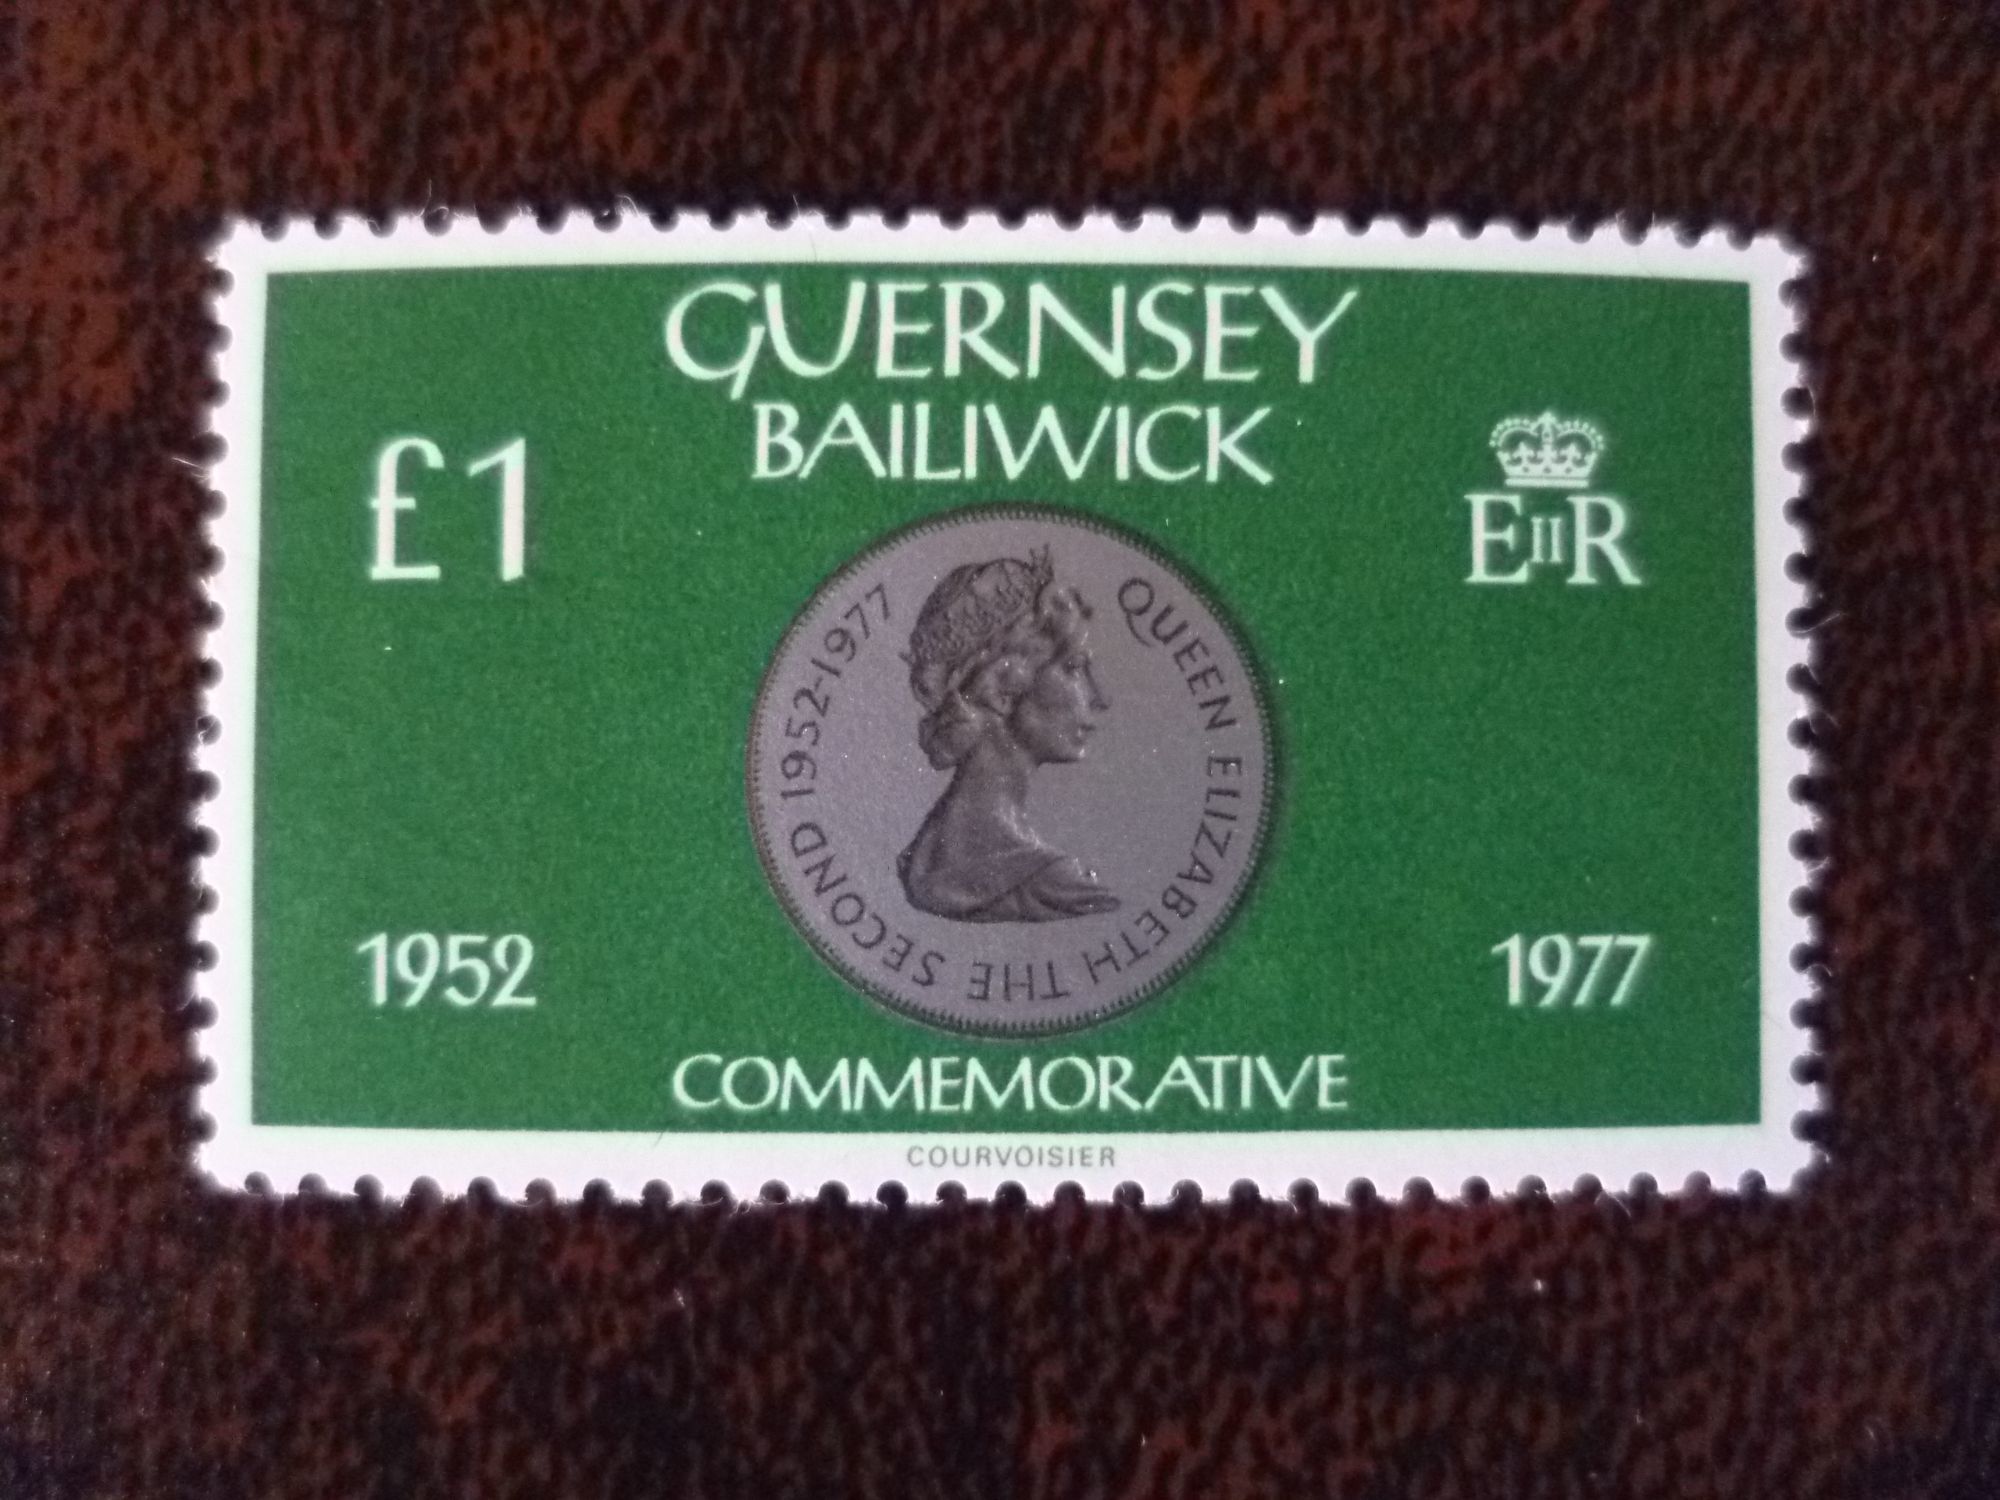 GUERNSEY
BAILIWICK
£1
EIIR
QUEEN ELIZABETH THE SECOND 1952-1977
1952
1977
COMMEMORATIVE
COURVOISIER